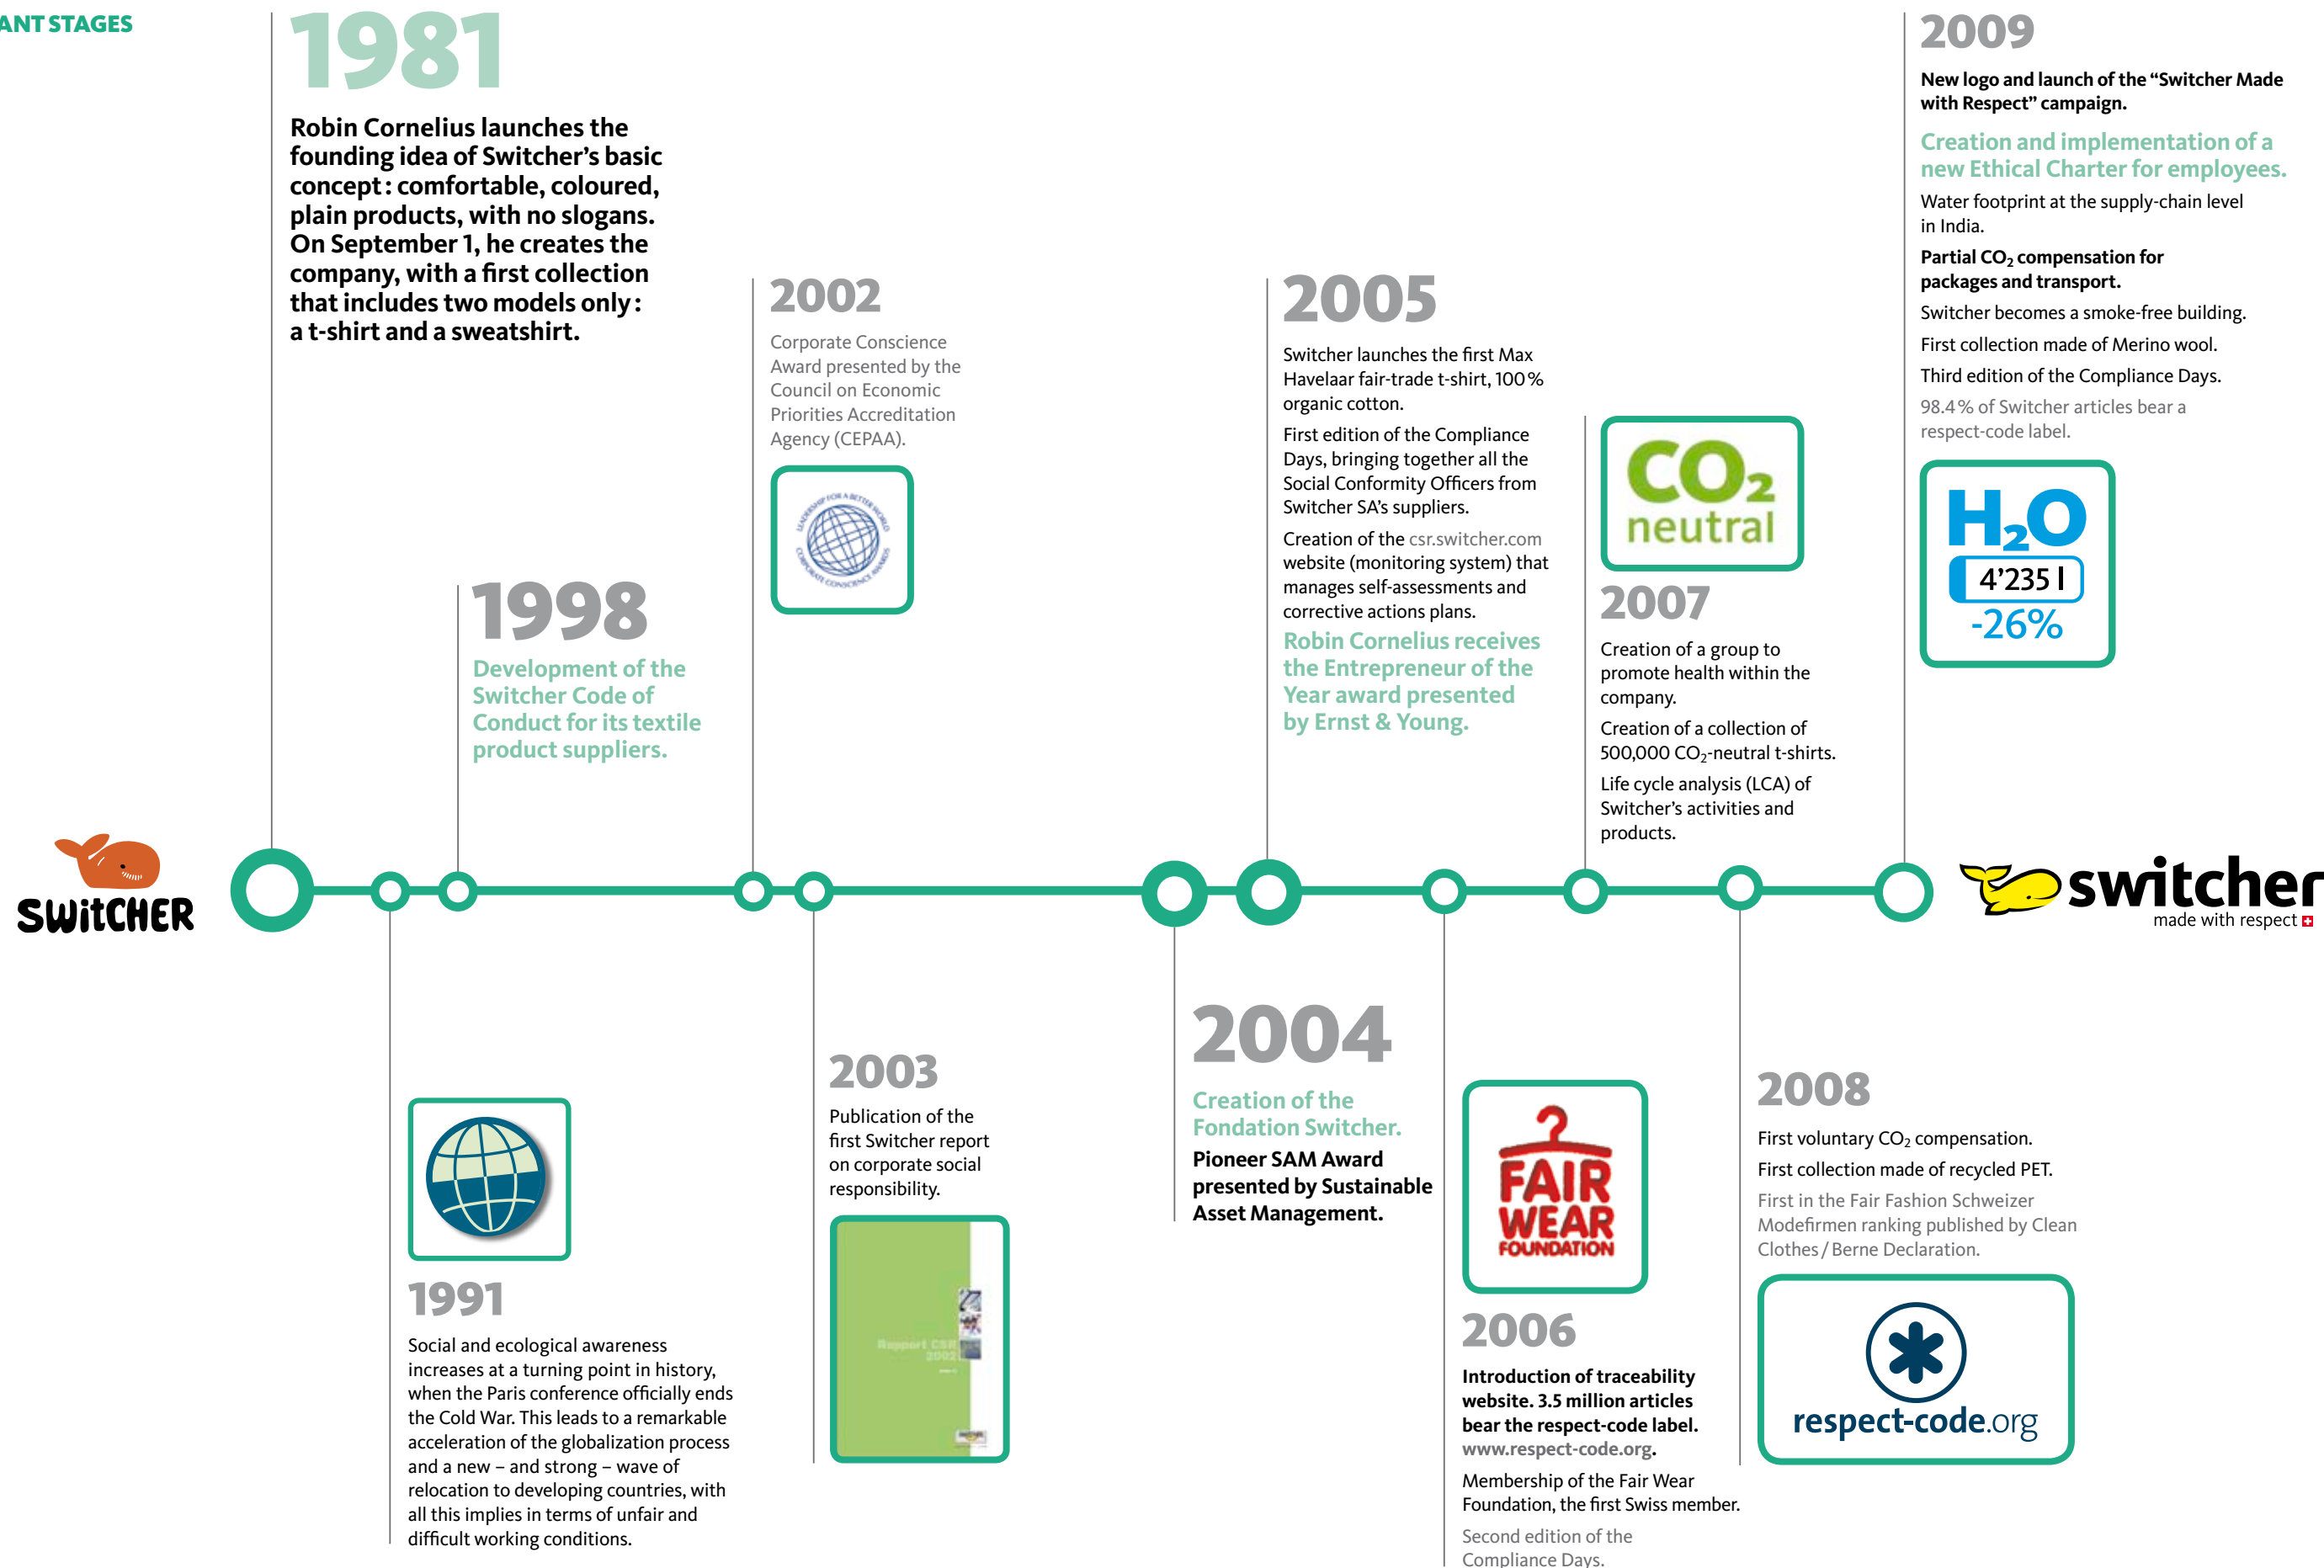 ANT STAGES
1981
Robin Cornelius launches the
founding idea of Switcher's basic
concept : comfortable, coloured,
plain products, with no slogans.
On September 1, he creates the
company, with a first collection
that includes two models only :
a t-shirt and a sweatshirt.
1998
Development of the
Switcher Code of
Conduct for its textile
product suppliers.
2002
Corporate Conscience
Award presented by the
Council on Economic
Priorities Accreditation
Agency (CEPAA).
LEADERSHIP FOR A BETTER WORLD
CORPORATE CONSCIENCE AWARDS
2005
Switcher launches the first Max
Havelaar fair-trade t-shirt, 100 %
organic cotton.
First edition of the Compliance
Days, bringing together all the
Social Conformity Officers from
Switcher SA's suppliers.
Creation of the csr.switcher.com
website (monitoring system) that
manages self-assessments and
corrective actions plans.
Robin Cornelius receives
the Entrepreneur of the
Year award presented
by Ernst & Young.
CO2
neutral
2007
Creation of a group to
promote health within the
company.
Creation of a collection of
500,000 CO2-neutral t-shirts.
Life cycle analysis (LCA) of
Switcher's activities and
products.
2009
New logo and launch of the “Switcher Made
with Respect” campaign.
Creation and implementation of a
new Ethical Charter for employees.
Water footprint at the supply-chain level
in India.
Partial CO2 compensation for
packages and transport.
Switcher becomes a smoke-free building.
First collection made of Merino wool.
Third edition of the Compliance Days.
98.4 % of Switcher articles bear a
respect-code label.
H2O
4'235 l
-26%
SWitCHER
switcher
made with respect
1991
Social and ecological awareness
increases at a turning point in history,
when the Paris conference officially ends
the Cold War. This leads to a remarkable
acceleration of the globalization process
and a new – and strong – wave of
relocation to developing countries, with
all this implies in terms of unfair and
difficult working conditions.
2003
Publication of the
first Switcher report
on corporate social
responsibility.
Rapport CSR
2002
2004
Creation of the
Fondation Switcher.
Pioneer SAM Award
presented by Sustainable
Asset Management.
FAIR
WEAR
FOUNDATION
2006
Introduction of traceability
website. 3.5 million articles
bear the respect-code label.
www.respect-code.org.
Membership of the Fair Wear
Foundation, the first Swiss member.
Second edition of the
Compliance Days.
2008
First voluntary CO2 compensation.
First collection made of recycled PET.
First in the Fair Fashion Schweizer
Modefirmen ranking published by Clean
Clothes / Berne Declaration.
respect-code.org